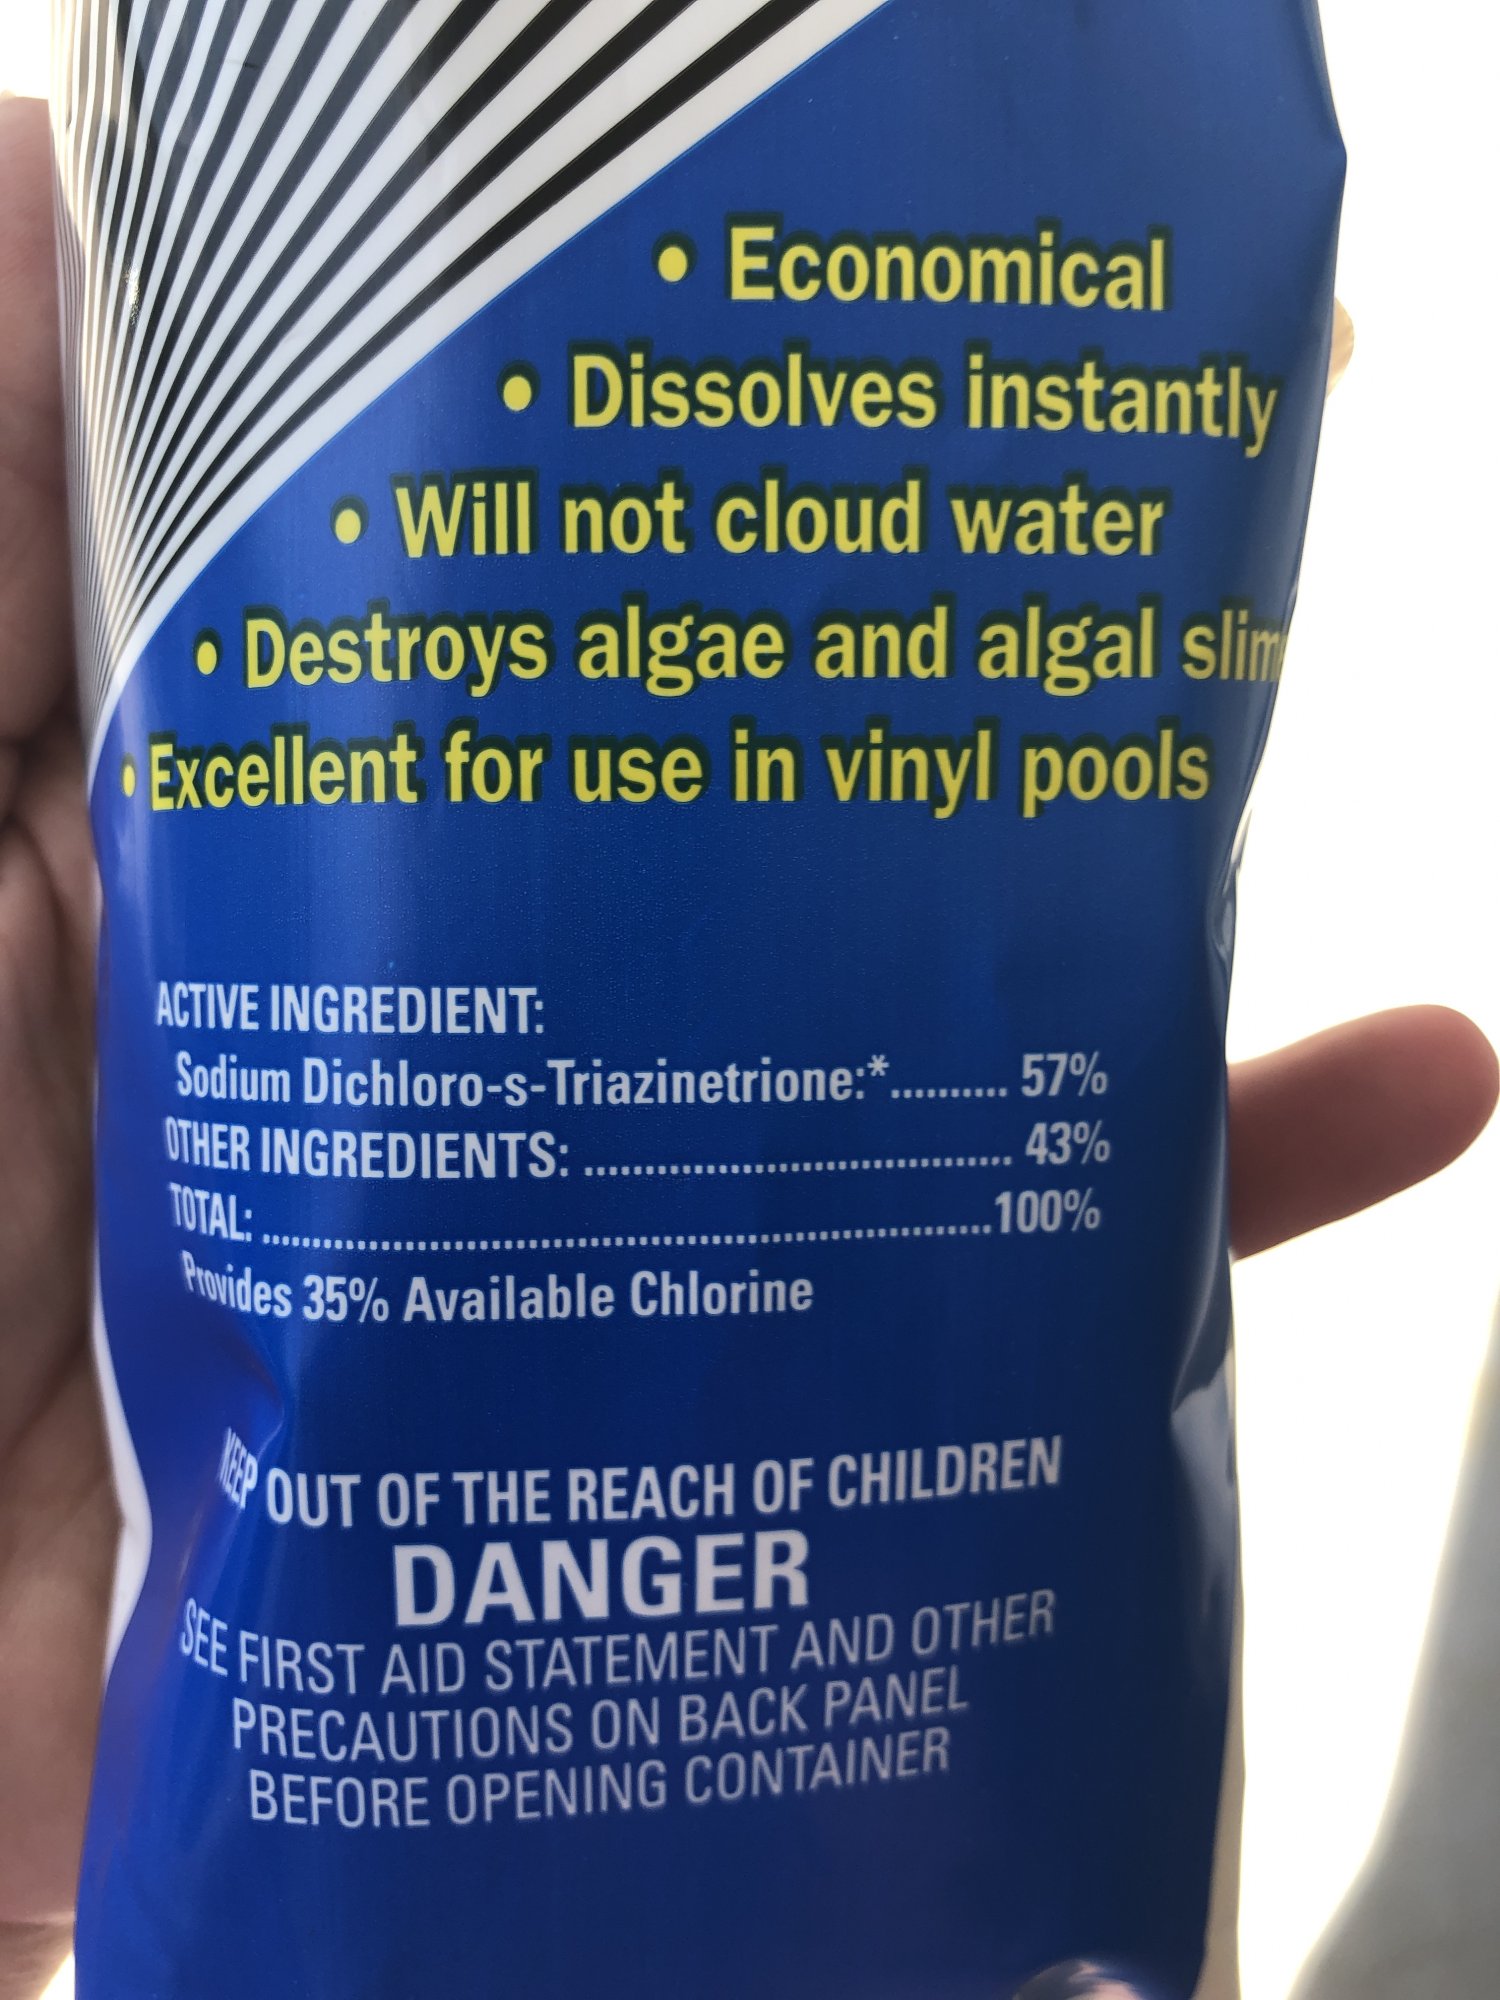 • Economical
• Dissolves instantly
• Will not cloud water
• Destroys algae and algal
• Excellent for use in vinyl pools
ACTIVE INGREDIENT:
Sodium Dichloro-s-Triazinetrione:*.......... 57%
OTHER INGREDIENTS: ................................... 43%
TOTAL: ............................................................100%
Provides 35% Available Chlorine
KEEP OUT OF THE REACH OF CHILDREN
DANGER
SEE FIRST AID STATEMENT AND OTHER
PRECAUTIONS ON BACK PANEL
BEFORE OPENING CONTAINER